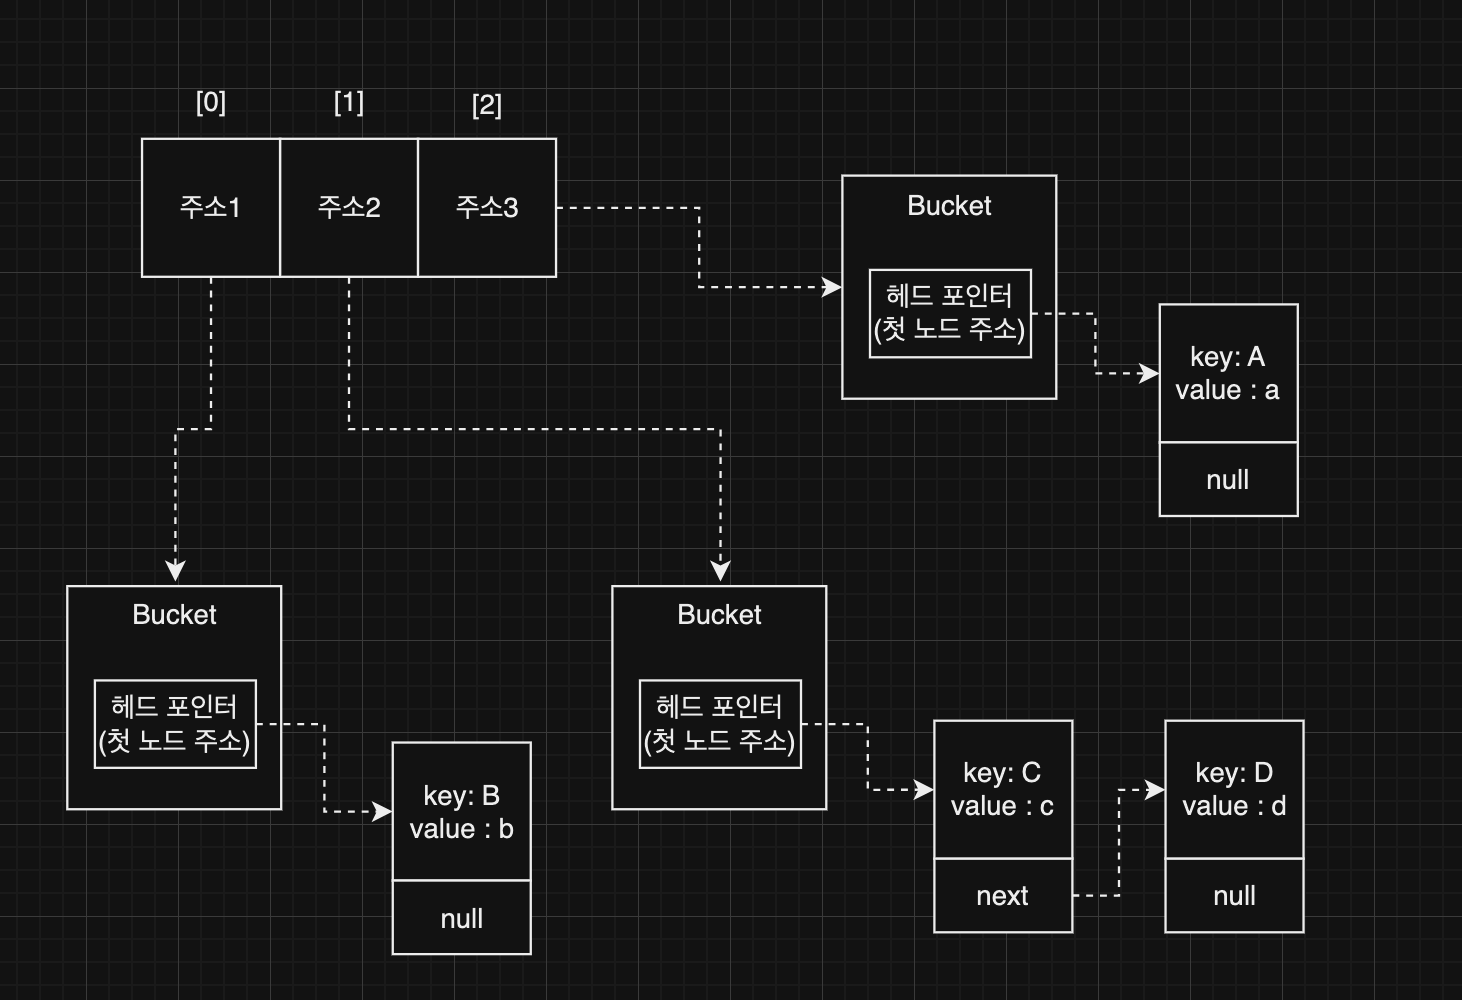 [0]
[1]
[2]
주소1
주소2
주소3
Bucket
헤드 포인터
(첫 노드 주소)
key: A
value : a
null
Bucket
헤드 포인터
(첫 노드 주소)
key: B
value : b
null
Bucket
헤드 포인터
(첫 노드 주소)
key: C
value : c
next
key: D
value : d
null